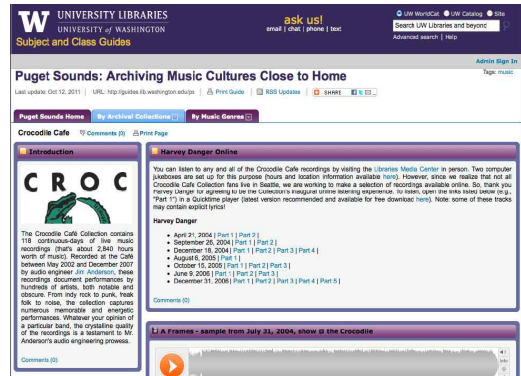 UNIVERSITY LIBRARIES
UNIVERSITY of WASHINGTON
Subject and Class Guides
ask us!
email | chat | phone | text
UW WorldCat UW Catalog Site
Search UW Libraries and beyond
Advanced search | Help
Admin Sign In
Puget Sounds: Archiving Music Cultures Close to Home
Tags: music
Last update: Oct 12, 2011 | URL: http://guides.lib.washington.edu/ps | Print Guide | RSS Updates | SHARE
Puget Sounds Home By Archival Collections By Music Genres
Crocodile Cafe Comments (0) Print Page
Introduction
CROC
The Crocodile Café Collection contains
118 continuous-days of live music
recordings (that's about 2,840 hours
worth of music). Recorded at the Café
between May 2002 and December 2007
by audio engineer Jim Anderson, these
recordings document performances by
hundreds of artists, both notable and
obscure. From indy rock to punk, freak
folk to noise, the collection captures
numerous memorable and energetic
performances. Whatever your opinion of
a particular band, the crystalline quality
of the recordings is a testament to Mr.
Anderson's audio engineering prowess.
Comments (0)
Harvey Danger Online
You can listen to any and all of the Crocodile Cafe recordings by visiting the Libraries Media Center in person. Two computer
jukeboxes are set up for this purpose (hours and location information available here). However, since we realize that not all
Crocodile Cafe Collection fans live in Seattle, we are working to make a selection of recordings available online. So, thank you
Harvey Danger for agreeing to be the Collection's inaugural online listening experience. To listen, open the links listed below (e.g.,
"Part 1") in a Quicktime player (latest version recommended and available for free download here). Note: some of these tracks
may contain explicit lyrics!
Harvey Danger
April 21, 2004 | Part 1 | Part 2 |
September 26, 2004 | Part 1 | Part 2 |
December 18, 2004 | Part 1 | Part 2 | Part 3 | Part 4 |
August 6, 2005 | Part 1 |
October 15, 2005 | Part 1 | Part 2 | Part 3 |
June 9, 2006 | Part 1 | Part 2 | Part 3 |
December 31, 2006 | Part 1 | Part 2 | Part 3 | Part 4 | Part 5 |
Comments (0)
A Frames - sample from July 31, 2004, show @ the Crocodile